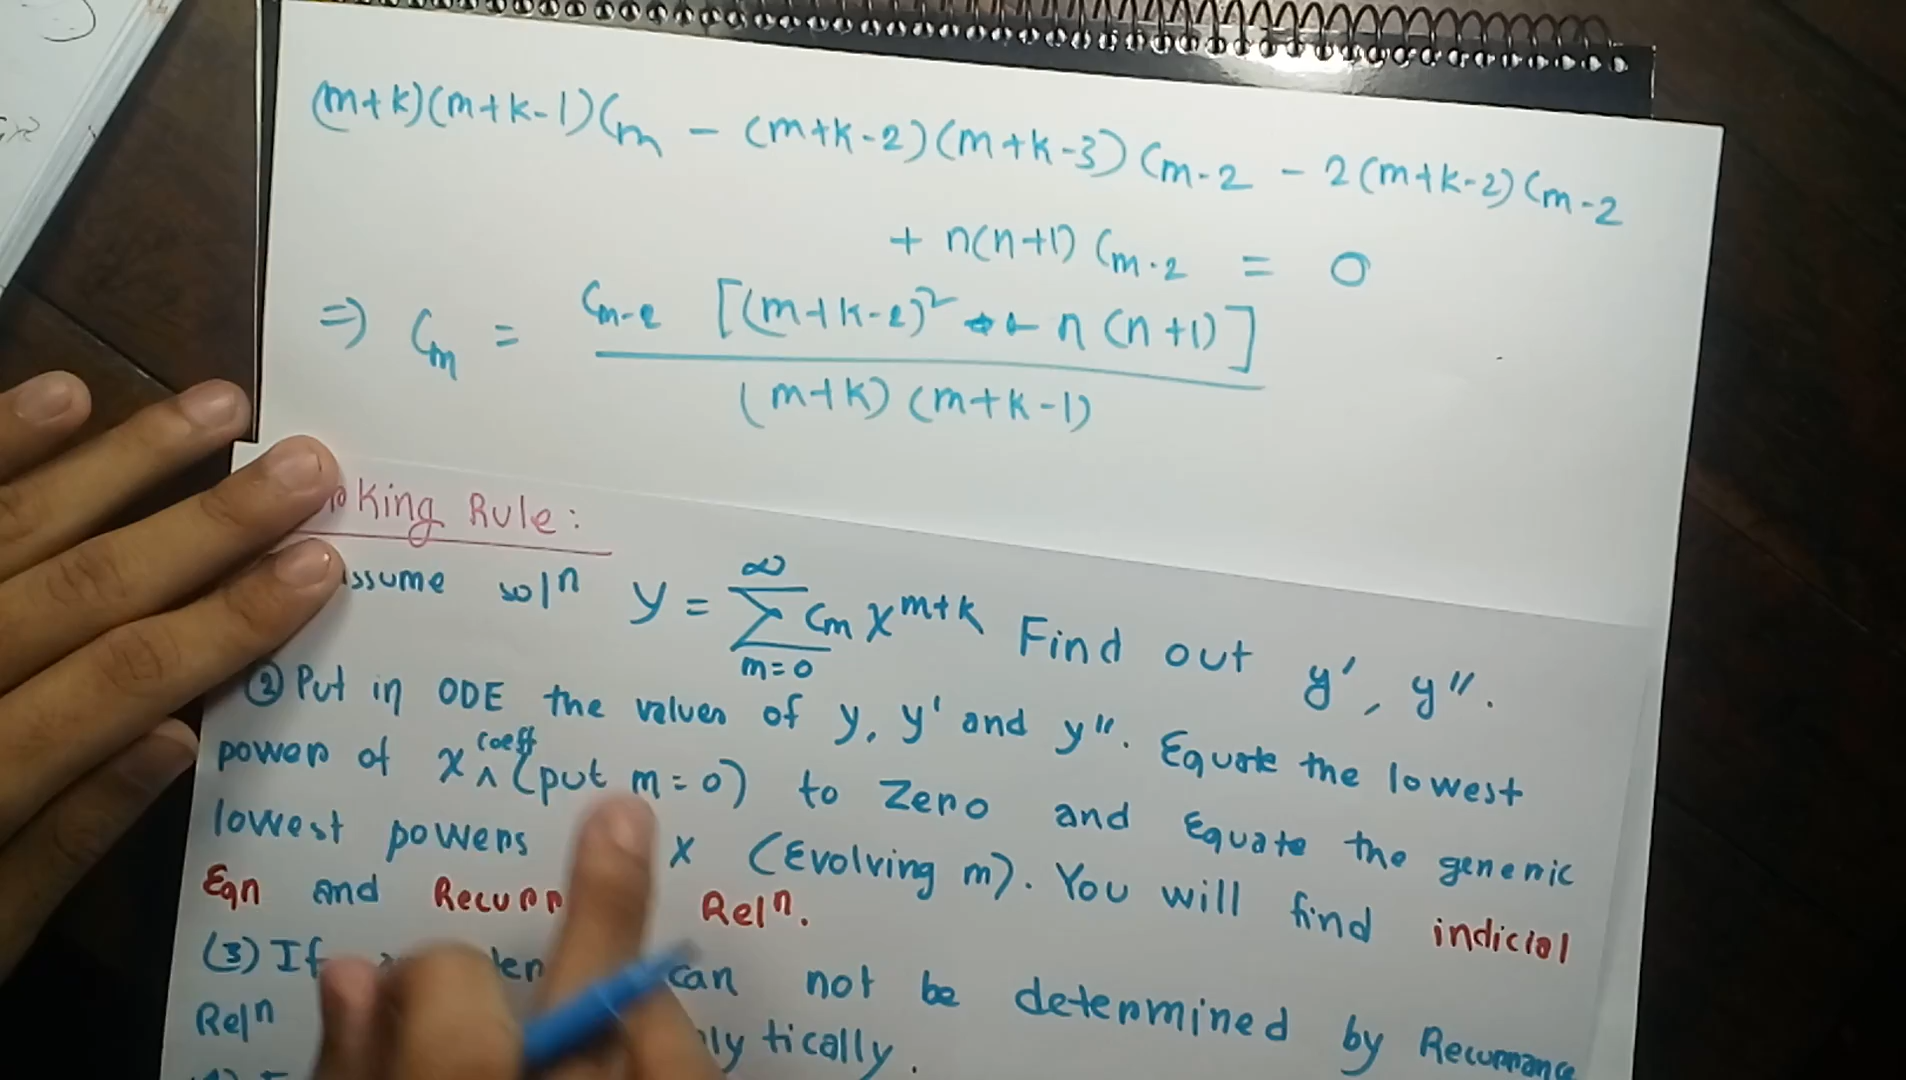 (m+k)(m+k-1)Cm - (m+k-2)(m+k-3)Cm-2 - 2(m+k-2)Cm-2
+ n(n+1) Cm-2 = 0
⇒ Cm = Cm-2 [(m+k-2)² - n(n+1)] / (m+k)(m+k-1)
king Rule:
ssume solⁿ y = ∑_{m=0}^{∞} Cm x^{m+k} Find out y′, y″.
② Put in ODE the values of y, y′ and y″. Equate the lowest
power of x ^ coeff (put m=0) to Zero and Equate the generic
lowest powers x (Evolving m). You will find indicial
Eqn and Relⁿ.
(3) If can not be determined by Recurrance
Relⁿ lytically.